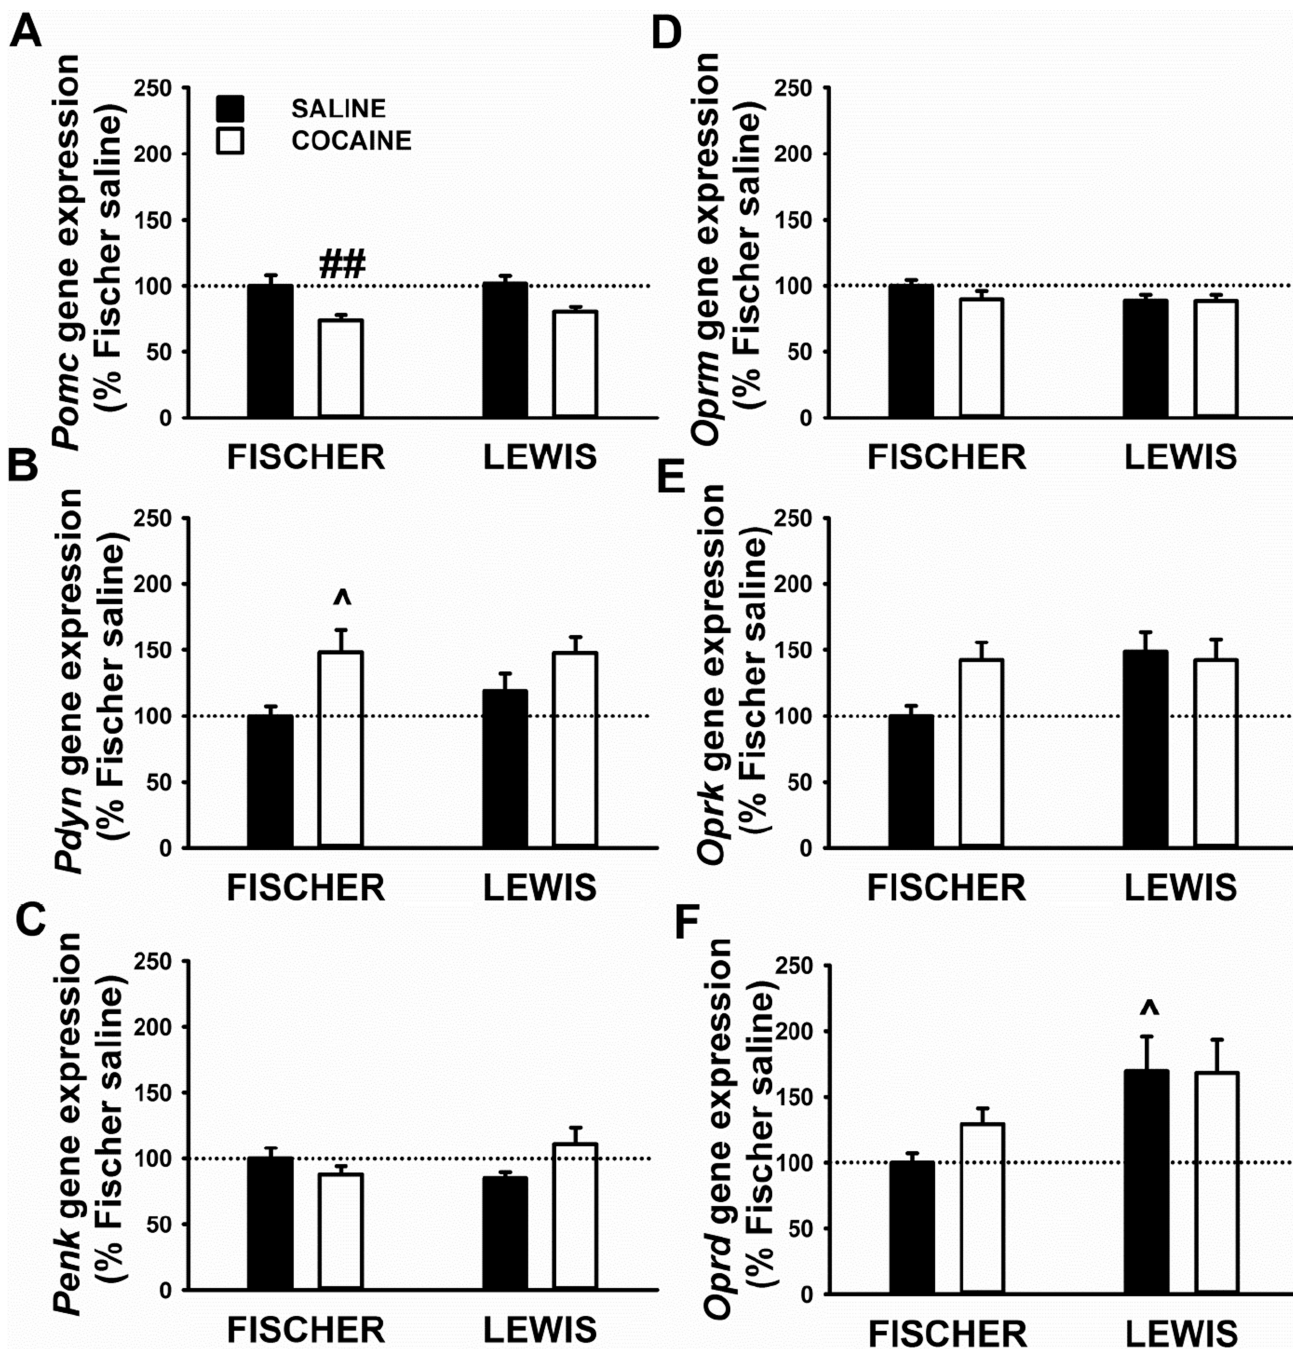 A
Pomc gene expression
(% Fischer saline)
250
200
150
100
50
0
SALINE
COCAINE
##
FISCHER LEWIS
D
Oprm gene expression
(% Fischer saline)
250
200
150
100
50
0
FISCHER LEWIS
B
Pdyn gene expression
(% Fischer saline)
250
200
150
100
50
0
^
FISCHER LEWIS
E
Oprk gene expression
(% Fischer saline)
250
200
150
100
50
0
FISCHER LEWIS
C
Penk gene expression
(% Fischer saline)
250
200
150
100
50
0
FISCHER LEWIS
F
Oprd gene expression
(% Fischer saline)
250
200
150
100
50
0
^
FISCHER LEWIS